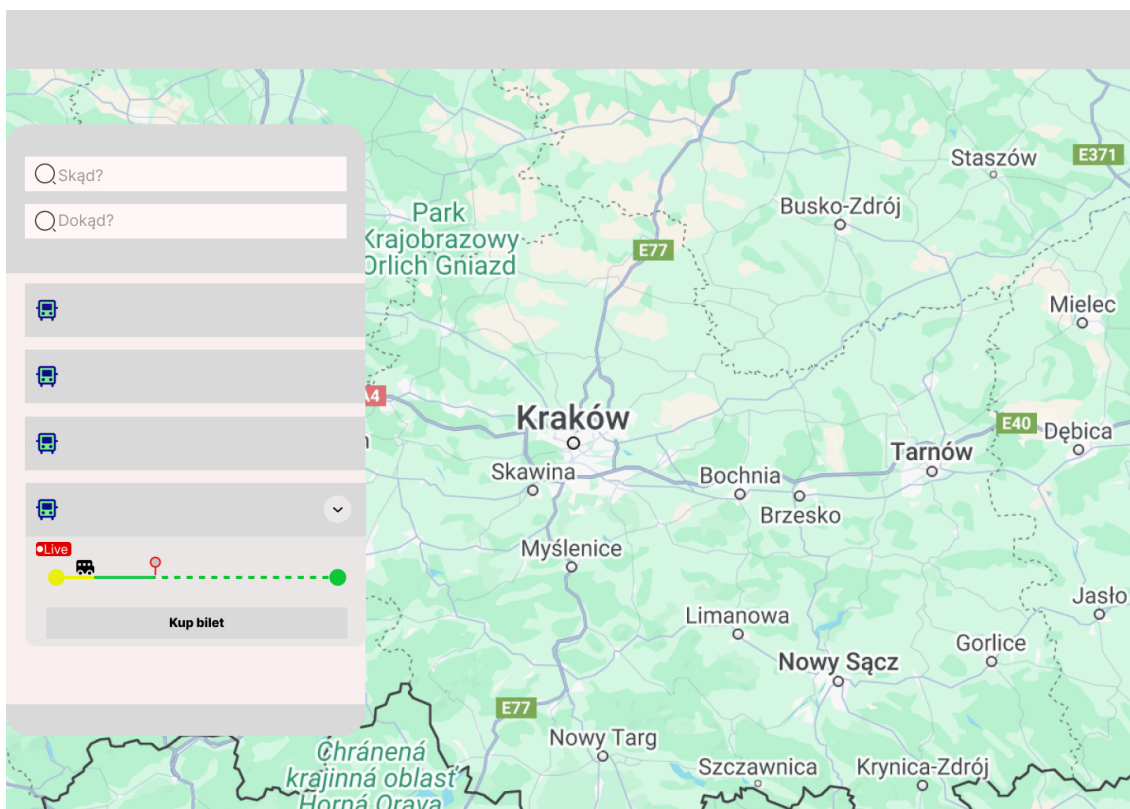 Skąd?
Dokąd?
Live
Kup bilet
Staszów
E371
Busko-Zdrój
Park
Krajobrazowy
Orlich Gniazd
E77
Mielec
A4
Kraków
E40
Dębica
Tarnów
Skawina
Bochnia
Brzesko
Myślenice
Jasło
Limanowa
Gorlice
Nowy Sącz
E77
Nowy Targ
Chránená
krajinná oblasť
Horná Orava
Szczawnica
Krynica-Zdrój